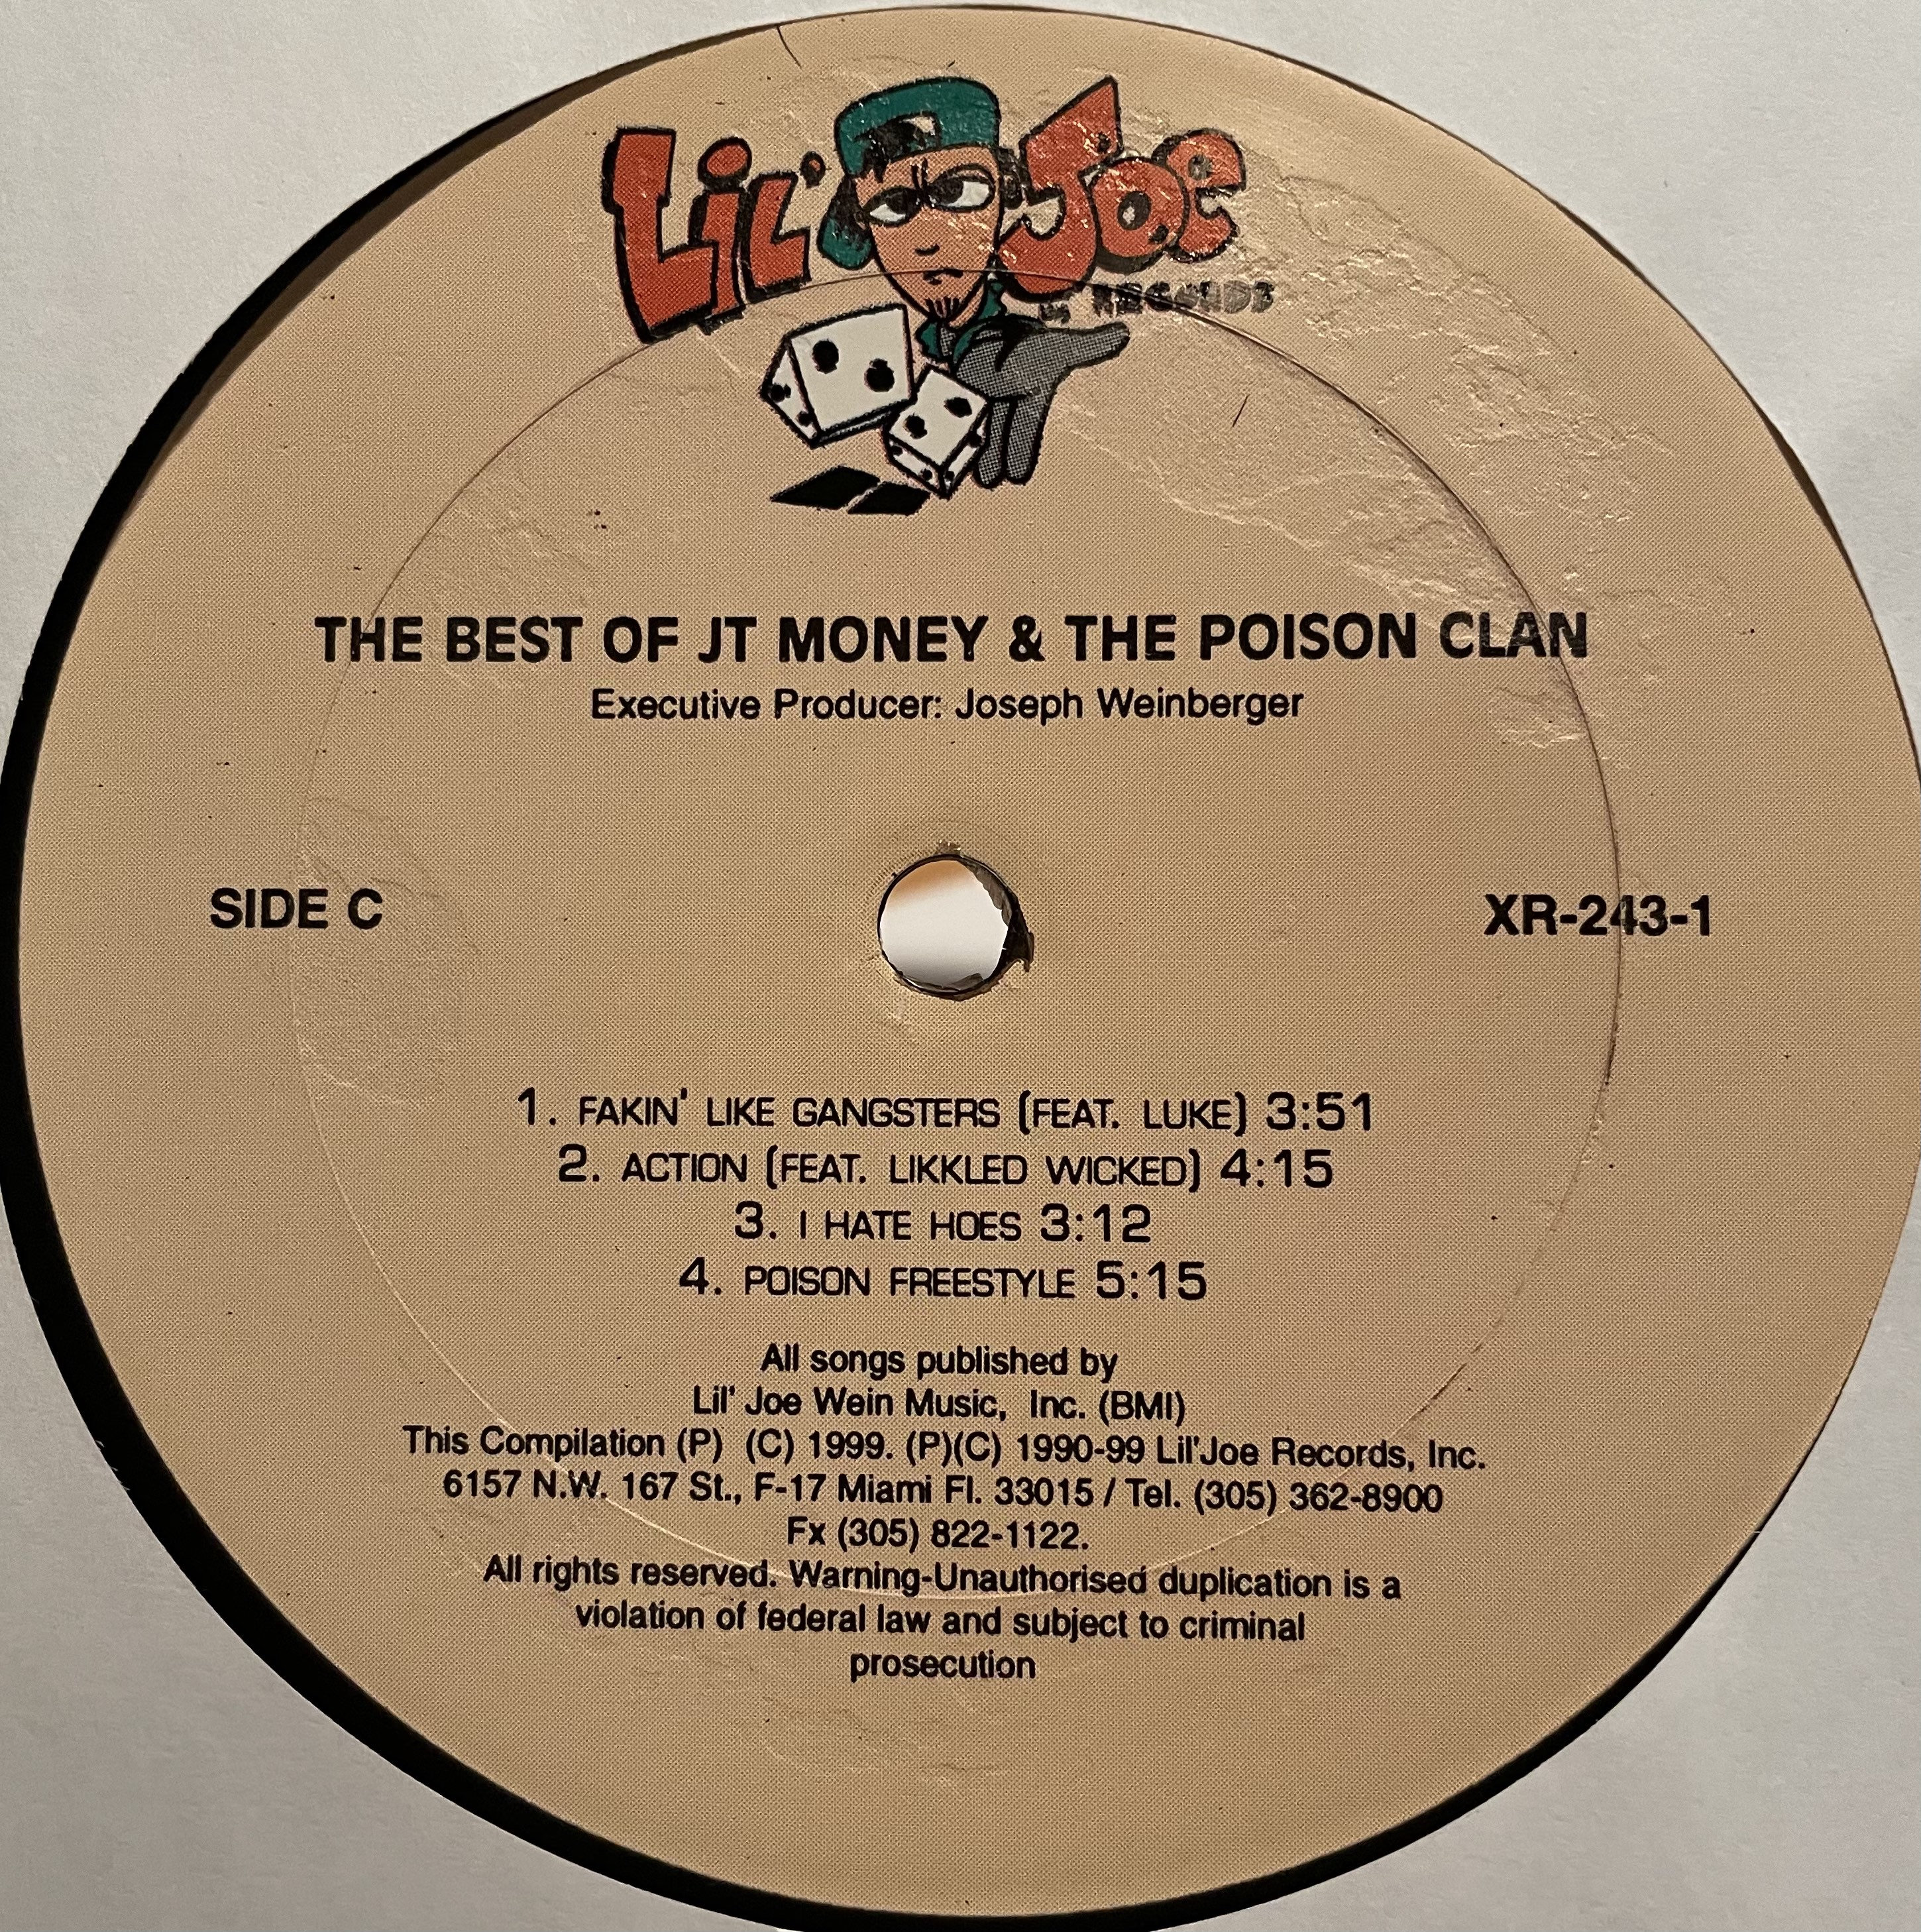 LiL' Joe
RECORDS
THE BEST OF JT MONEY & THE POISON CLAN
Executive Producer: Joseph Weinberger
SIDE C
XR-243-1
1. FAKIN' LIKE GANGSTERS (FEAT. LUKE) 3:51
2. ACTION (FEAT. LIKKLED WICKED) 4:15
3. I HATE HOES 3:12
4. POISON FREESTYLE 5:15
All songs published by
Lil' Joe Wein Music, Inc. (BMI)
This Compilation (P) (C) 1999. (P)(C) 1990-99 Lil'Joe Records, Inc.
6157 N.W. 167 St., F-17 Miami Fl. 33015 / Tel. (305) 362-8900
Fx (305) 822-1122.
All rights reserved. Warning-Unauthorised duplication is a
violation of federal law and subject to criminal
prosecution